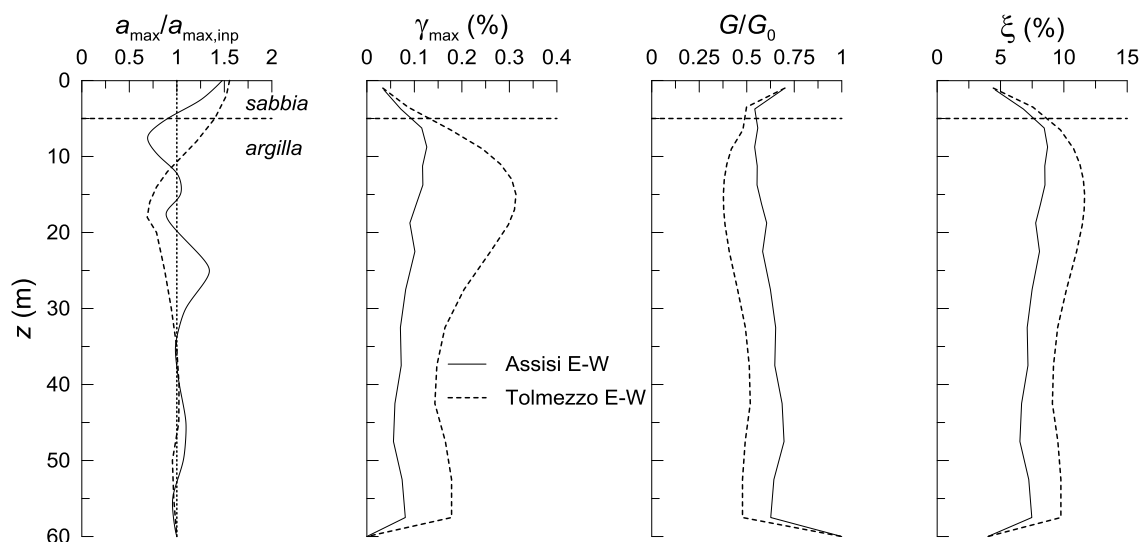 a_max/a_max,inp γ_max (%) G/G_0 ξ (%)
0 0.5 1 1.5 2 0 0.1 0.2 0.3 0.4 0 0.25 0.5 0.75 1 0 5 10 15
0
sabbia
argilla
10
20
z (m)
30
Assisi E-W
40
Tolmezzo E-W
50
60